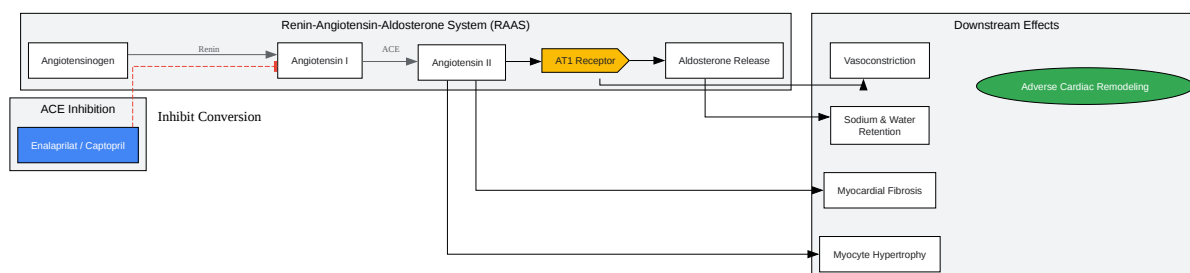 Renin-Angiotensin-Aldosterone System (RAAS)
Downstream Effects
Angiotensinogen
Renin
Angiotensin I
ACE
Angiotensin II
AT1 Receptor
Aldosterone Release
Vasoconstriction
Adverse Cardiac Remodeling
ACE Inhibition
Inhibit Conversion
Enalaprilat / Captopril
Sodium & Water
Retention
Myocardial Fibrosis
Myocyte Hypertrophy